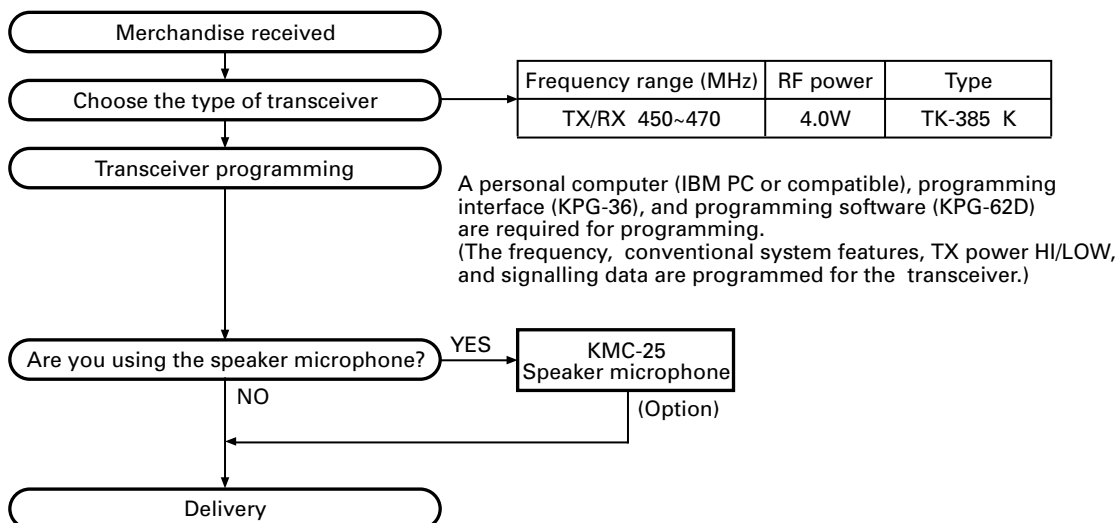 Merchandise received
Choose the type of transceiver
Frequency range (MHz) RF power Type
TX/RX 450~470 4.0W TK-385 K
Transceiver programming
A personal computer (IBM PC or compatible), programming
interface (KPG-36), and programming software (KPG-62D)
are required for programming.
(The frequency, conventional system features, TX power HI/LOW,
and signalling data are programmed for the transceiver.)
Are you using the speaker microphone?
YES
KMC-25
Speaker microphone
NO
(Option)
Delivery